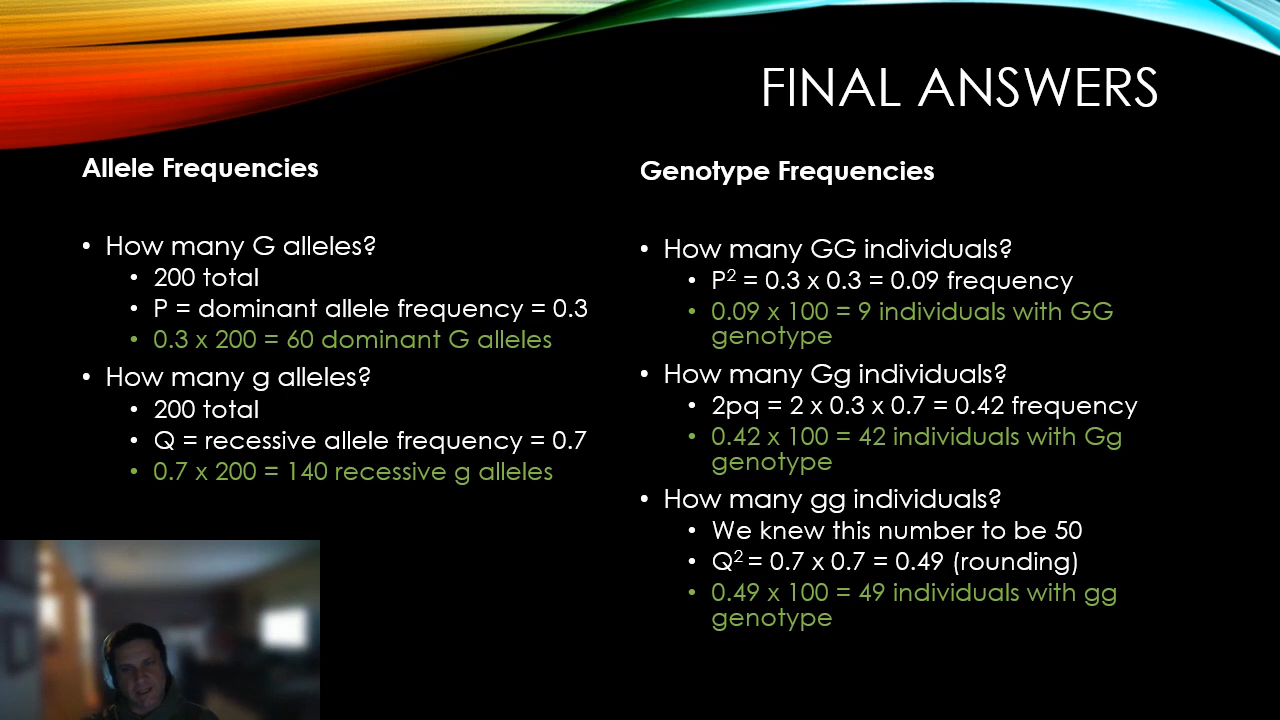 FINAL ANSWERS
Allele Frequencies
• How many G alleles?
• 200 total
• P = dominant allele frequency = 0.3
• 0.3 x 200 = 60 dominant G alleles
• How many g alleles?
• 200 total
• Q = recessive allele frequency = 0.7
• 0.7 x 200 = 140 recessive g alleles
Genotype Frequencies
• How many GG individuals?
• P² = 0.3 x 0.3 = 0.09 frequency
• 0.09 x 100 = 9 individuals with GG
genotype
• How many Gg individuals?
• 2pq = 2 x 0.3 x 0.7 = 0.42 frequency
• 0.42 x 100 = 42 individuals with Gg
genotype
• How many gg individuals?
• We knew this number to be 50
• Q² = 0.7 x 0.7 = 0.49 (rounding)
• 0.49 x 100 = 49 individuals with gg
genotype